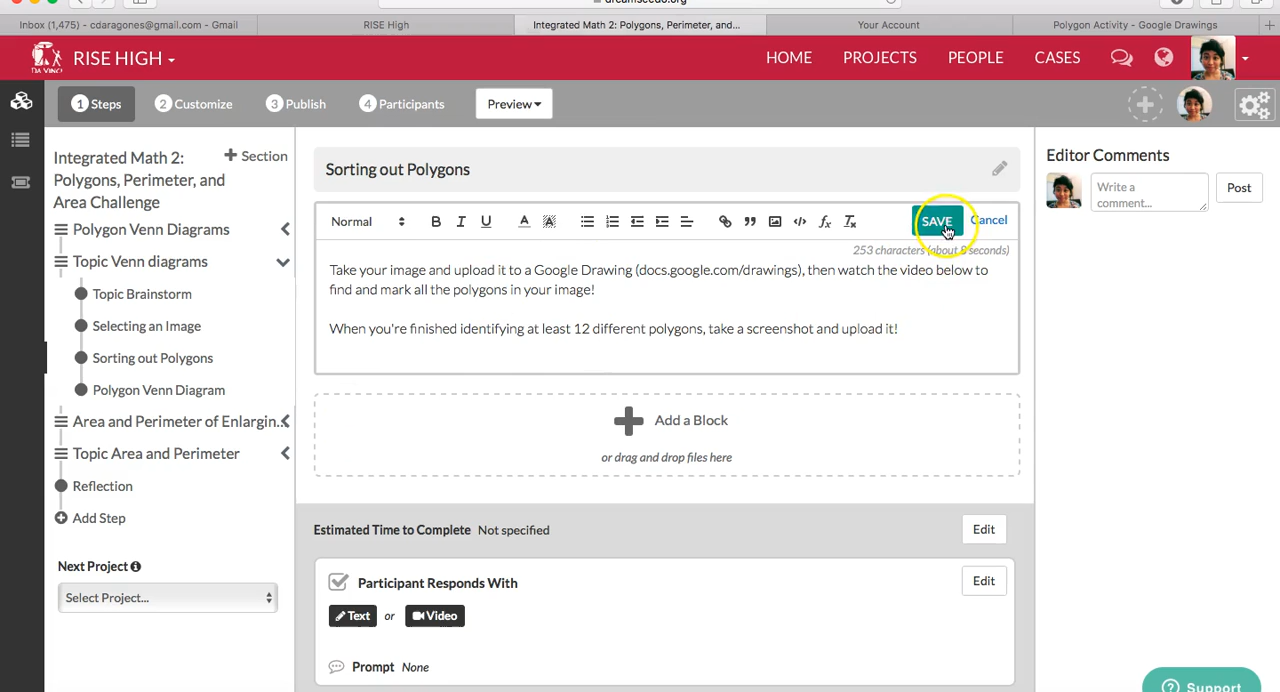 dreamseedo.org
Inbox (1,475) - cdaragones@gmail.com - Gmail
RISE High
Integrated Math 2: Polygons, Perimeter, and...
Your Account
Polygon Activity - Google Drawings
DA VINCI
RISE HIGH
HOME
PROJECTS
PEOPLE
CASES
1 Steps
2 Customize
3 Publish
4 Participants
Preview
Integrated Math 2:
Polygons, Perimeter, and
Area Challenge
+ Section
Polygon Venn Diagrams
Topic Venn diagrams
Topic Brainstorm
Selecting an Image
Sorting out Polygons
Polygon Venn Diagram
Area and Perimeter of Enlargin...
Topic Area and Perimeter
Reflection
Add Step
Next Project
Select Project...
Sorting out Polygons
Normal
B I U
SAVE
Cancel
253 characters (about 8 seconds)
Take your image and upload it to a Google Drawing (docs.google.com/drawings), then watch the video below to
find and mark all the polygons in your image!
When you're finished identifying at least 12 different polygons, take a screenshot and upload it!
Add a Block
or drag and drop files here
Estimated Time to Complete Not specified
Edit
Participant Responds With
Edit
Text or Video
Prompt None
Editor Comments
Write a
comment...
Post
Support